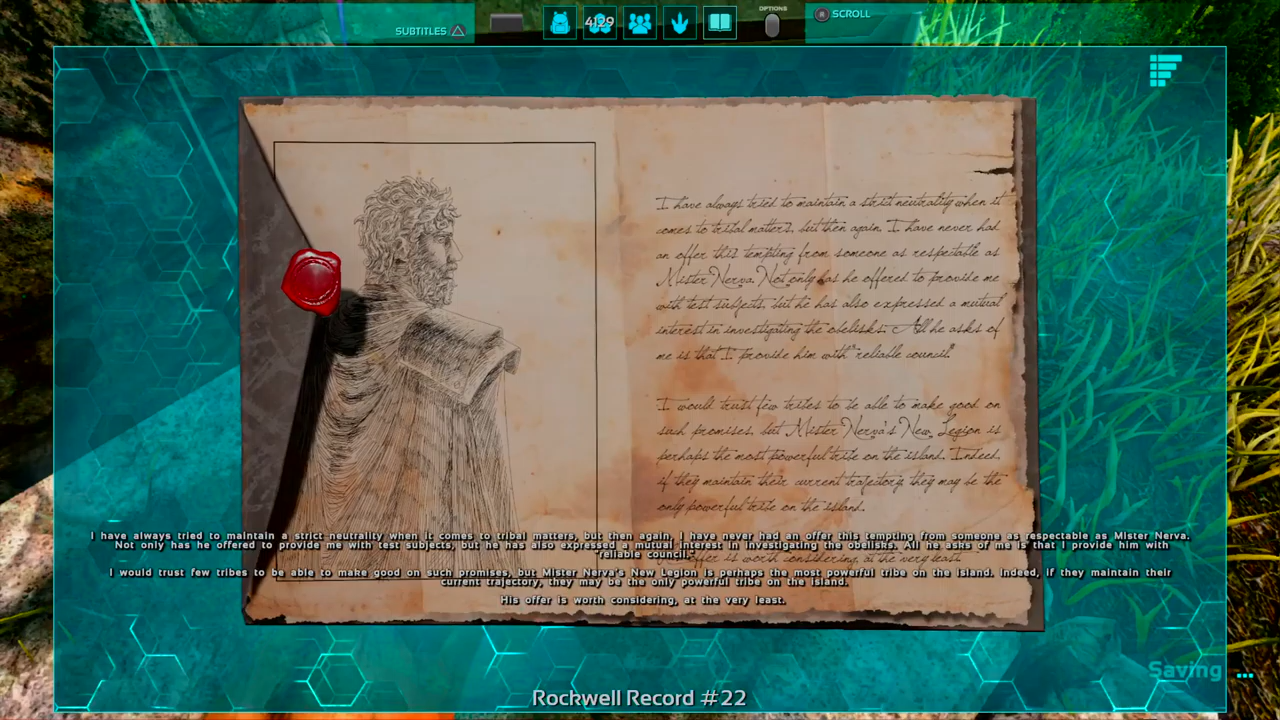 SUBTITLES
4129
OPTIONS
SCROLL
I have always tried to maintain a strict neutrality when it
comes to tribal matters, but then again, I have never had
an offer this tempting from someone as respectable as
Mister Nerva. Not only has he offered to provide me
with test subjects, but he has also expressed a mutual
interest in investigating the obelisks. All he asks of
me is that I provide him with "reliable council."
I would trust few tribes to be able to make good on
such promises, but Mister Nerva's New Legion is
perhaps the most powerful tribe on the island. Indeed,
if they maintain their current trajectory, they may be the
only powerful tribe on the island.
offer is worth considering, at the very least.
I have always tried to maintain a strict neutrality when it comes to tribal matters, but then again, I have never had an offer this tempting from someone as respectable as Mister Nerva.
Not only has he offered to provide me with test subjects, but he has also expressed a mutual interest in investigating the obelisks. All he asks of me is that I provide him with
"reliable council."
I would trust few tribes to be able to make good on such promises, but Mister Nerva's New Legion is perhaps the most powerful tribe on the island. Indeed, if they maintain their
current trajectory, they may be the only powerful tribe on the island.
His offer is worth considering, at the very least.
Saving ...
Rockwell Record #22